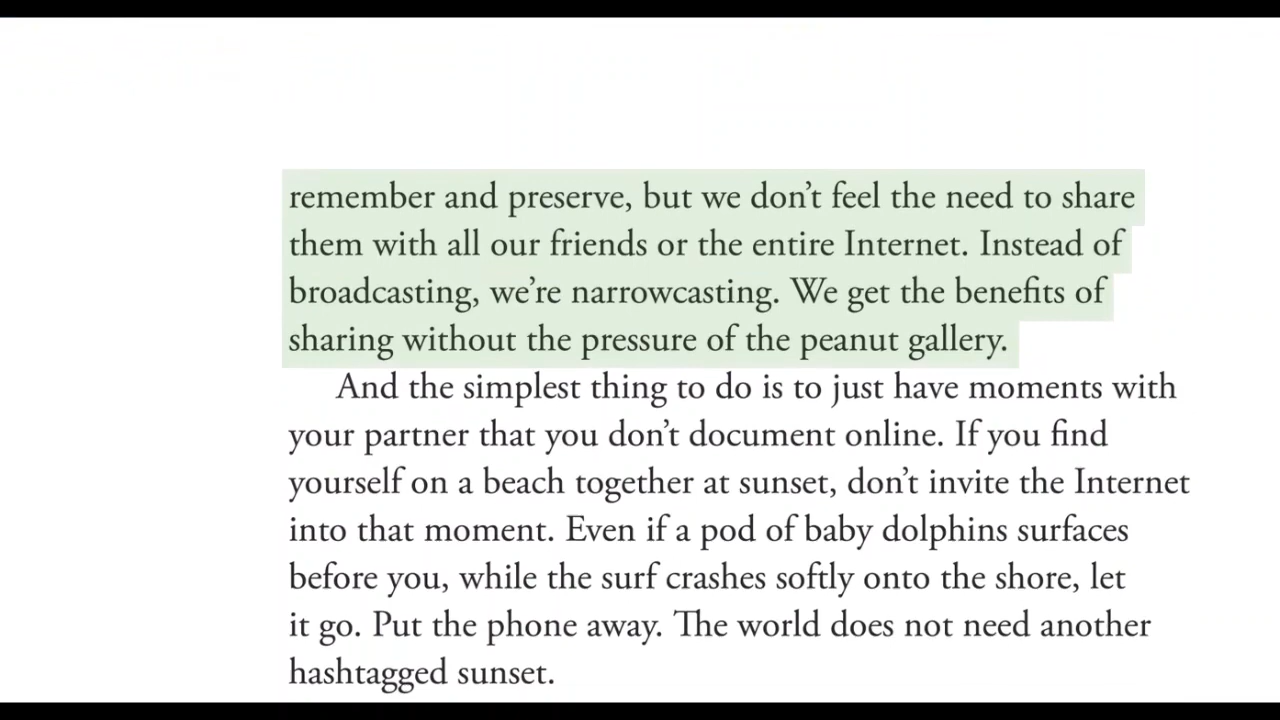 remember and preserve, but we don’t feel the need to share
them with all our friends or the entire Internet. Instead of
broadcasting, we’re narrowcasting. We get the benefits of
sharing without the pressure of the peanut gallery.
And the simplest thing to do is to just have moments with
your partner that you don’t document online. If you find
yourself on a beach together at sunset, don’t invite the Internet
into that moment. Even if a pod of baby dolphins surfaces
before you, while the surf crashes softly onto the shore, let
it go. Put the phone away. The world does not need another
hashtagged sunset.